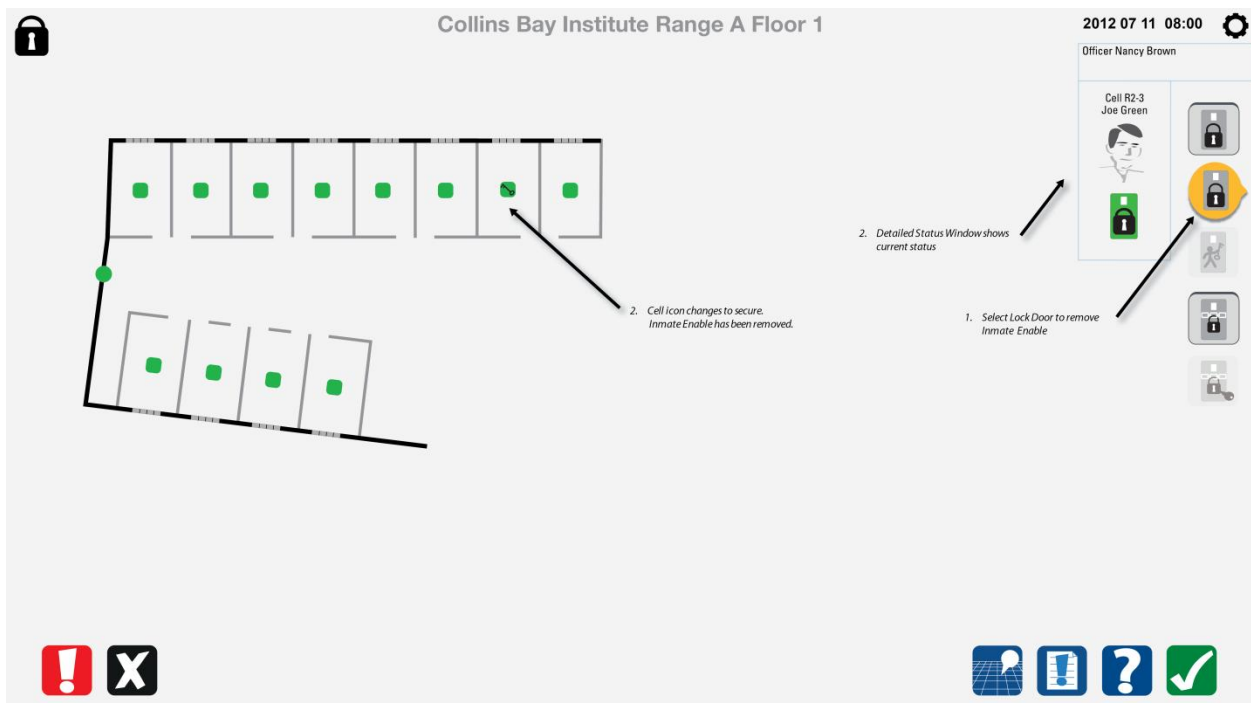 Collins Bay Institute Range A Floor 1
2012 07 11 08:00
Officer Nancy Brown
Cell R2-3
Joe Green
2. Detailed Status Window shows
current status
2. Cell icon changes to secure.
Inmate Enable has been removed.
1. Select Lock Door to remove
Inmate Enable